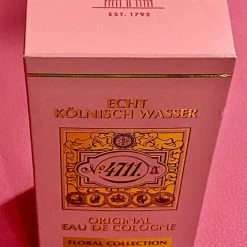 EST. 1792
ECHT
KÖLNISCH WASSER
No 4711.
ORIGINAL
EAU DE COLOGNE
FLORAL COLLECTION